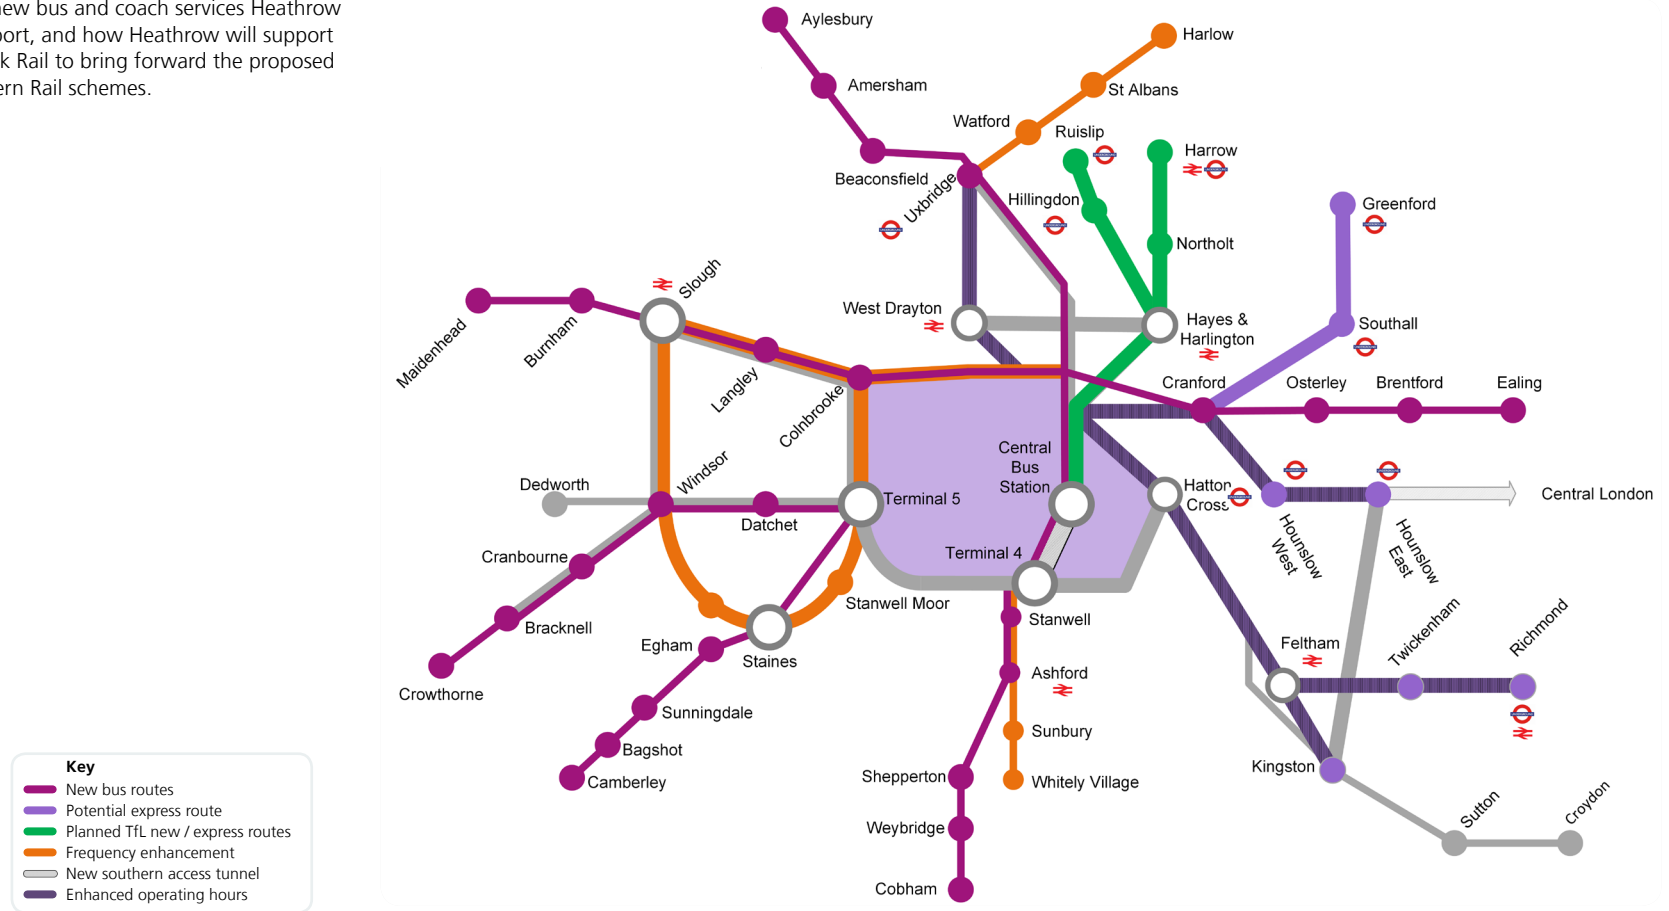 new bus and coach services Heathrow
port, and how Heathrow will support
k Rail to bring forward the proposed
ern Rail schemes.
Aylesbury
Harlow
Amersham
St Albans
Watford
Ruislip
Harrow
Beaconsfield
Uxbridge
Hillingdon
Greenford
Northolt
Slough
West Drayton
Hayes &
Harlington
Southall
Maidenhead
Burnham
Langley
Colnbrooke
Cranford
Osterley
Brentford
Ealing
Central
Bus
Station
Windsor
Dedworth
Datchet
Terminal 5
Hatton
Cross
Central London
Hounslow
West
Hounslow
East
Cranbourne
Terminal 4
Bracknell
Stanwell Moor
Stanwell
Egham
Staines
Crowthorne
Ashford
Feltham
Twickenham
Richmond
Sunningdale
Bagshot
Camberley
Sunbury
Shepperton
Whitely Village
Kingston
Weybridge
Sutton
Croydon
Cobham
Key
New bus routes
Potential express route
Planned TfL new / express routes
Frequency enhancement
New southern access tunnel
Enhanced operating hours